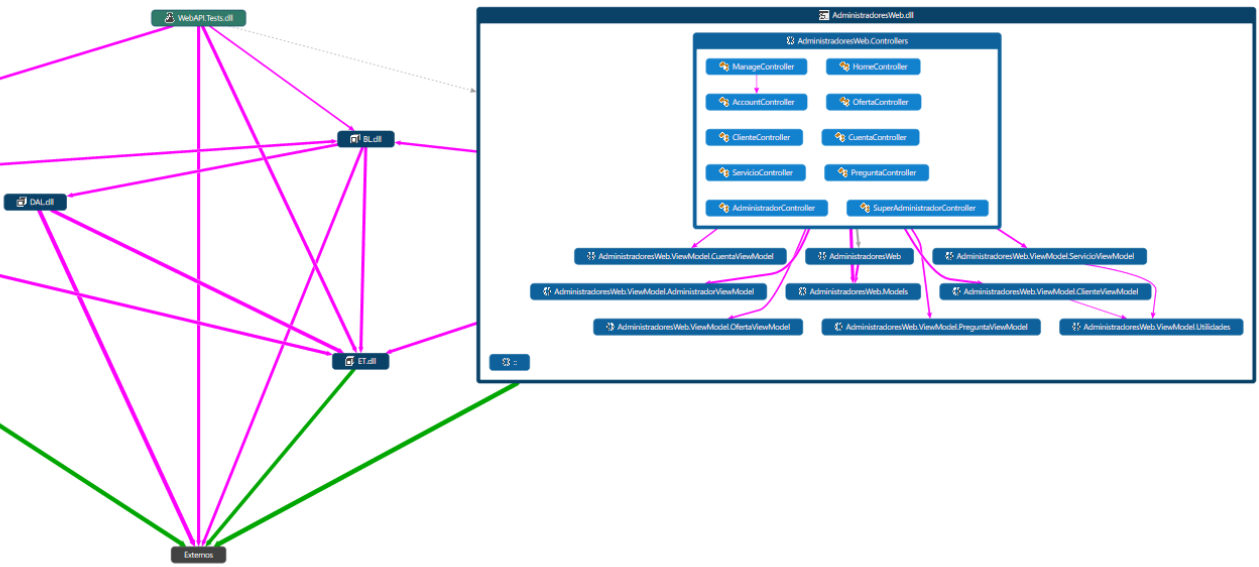 WebAPI.Tests.dll
AdministradoresWeb.dll
AdministradoresWeb.Controllers
ManageController
HomeController
AccountController
OfertaController
BL.dll
ClienteController
CuentaController
ServicioController
PreguntaController
DAL.dll
AdministradorController
SuperAdministradorController
AdministradoresWeb.ViewModel.CuentaViewModel
AdministradoresWeb
AdministradoresWeb.ViewModel.ServicioViewModel
AdministradoresWeb.ViewModel.AdministradorViewModel
AdministradoresWeb.Models
AdministradoresWeb.ViewModel.ClienteViewModel
AdministradoresWeb.ViewModel.OfertaViewModel
AdministradoresWeb.ViewModel.PreguntaViewModel
AdministradoresWeb.ViewModel.Utilidades
ET.dll
::
Externos